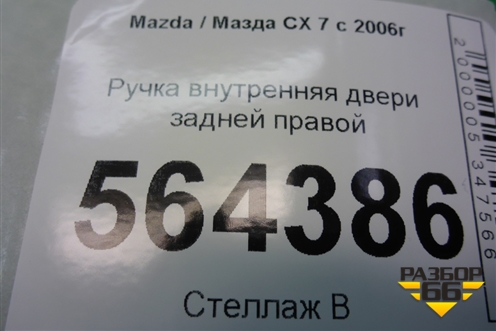 Mazda / Мазда CX 7 с 2006г
Ручка внутренняя двери
задней правой
564386
Стеллаж В
2000005347566
РАЗБОР
66